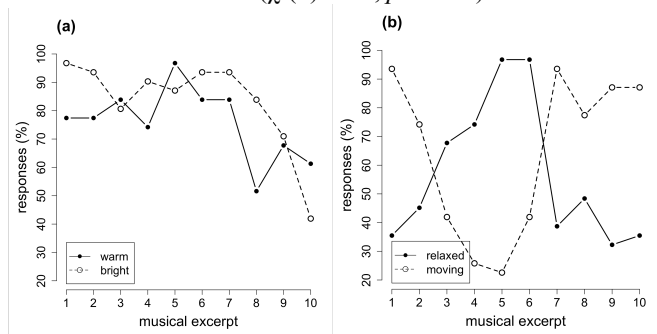 (a)
responses (%)
100
90
80
70
60
50
40
30
20
warm
bright
1 2 3 4 5 6 7 8 9 10
musical excerpt
(b)
responses (%)
100
90
80
70
60
50
40
30
20
relaxed
moving
1 2 3 4 5 6 7 8 9 10
musical excerpt